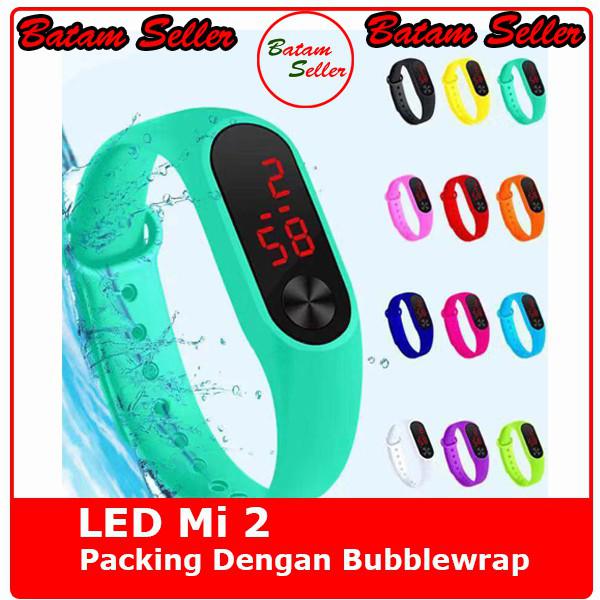 Batam Seller
Batam
Seller
Batam Seller
2
58
LED Mi 2
Packing Dengan Bubblewrap